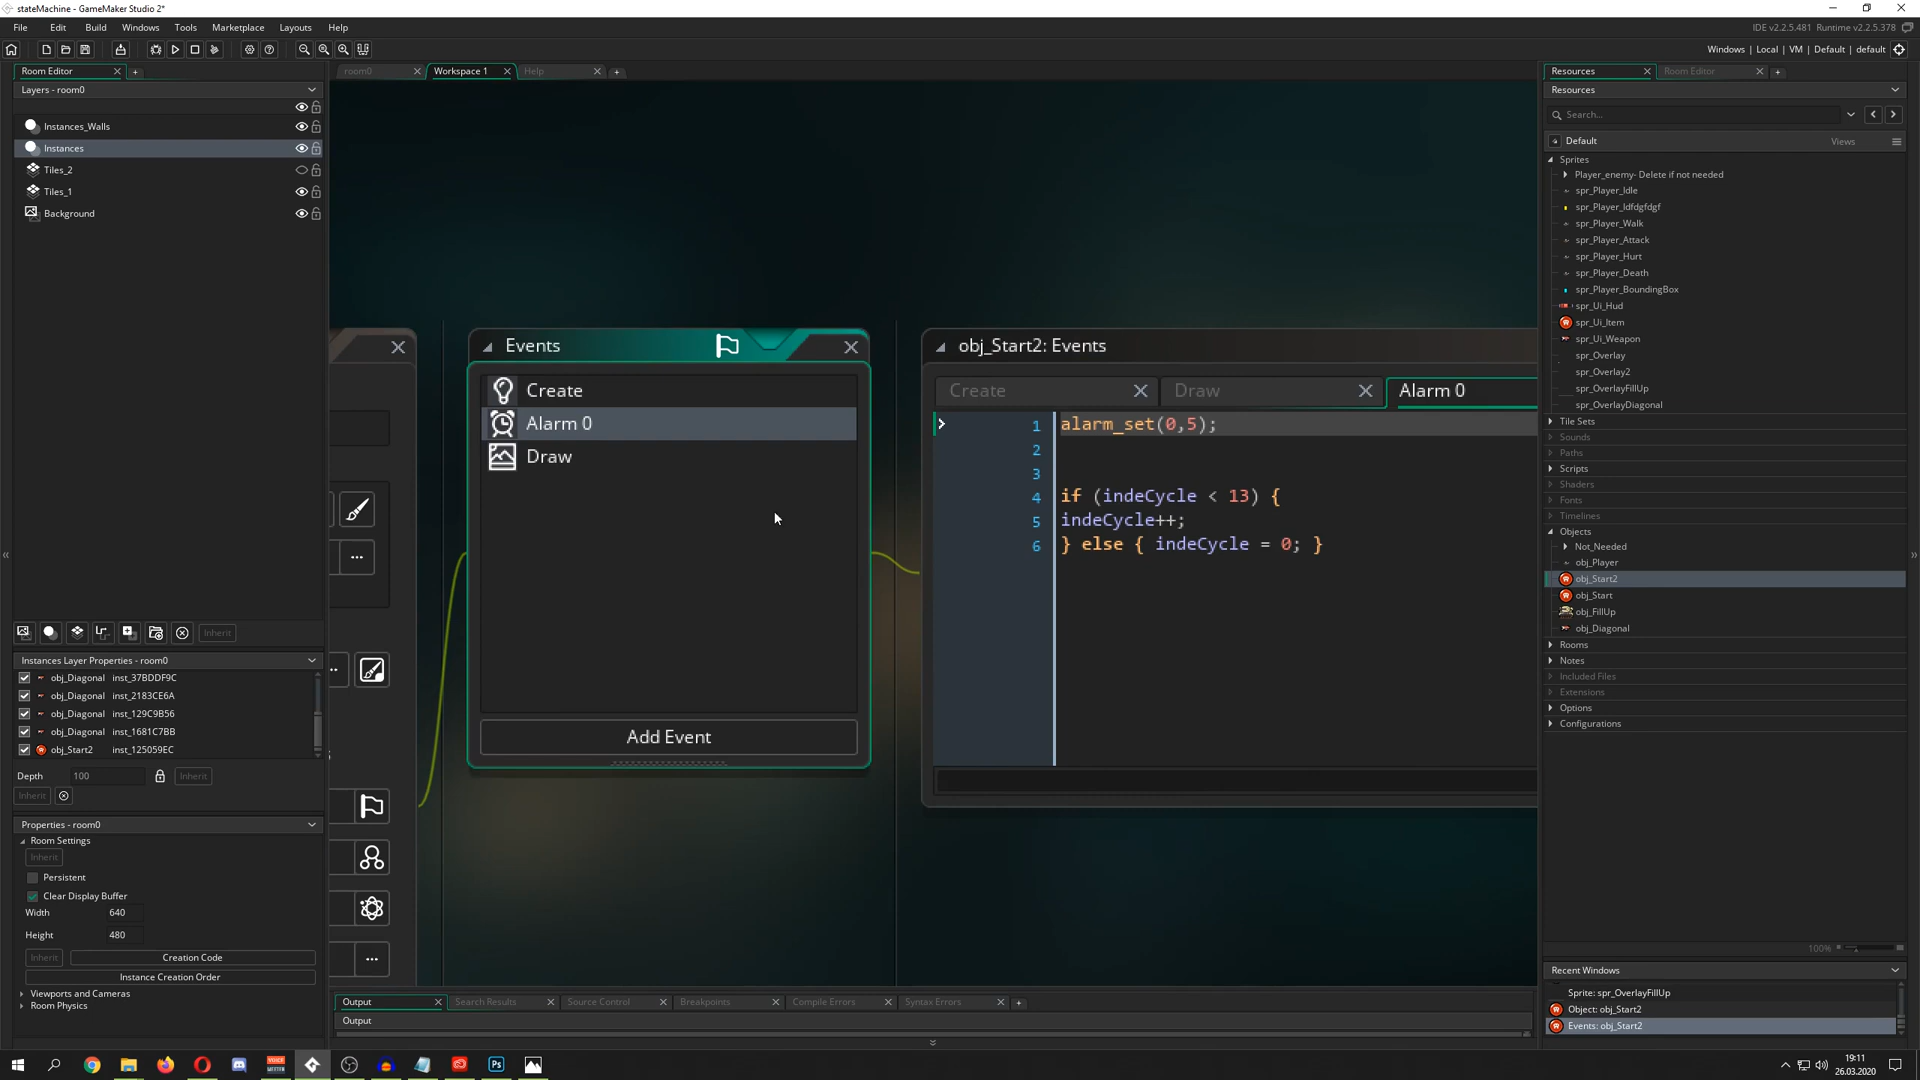 stateMachine - GameMaker Studio 2*
File Edit Build Windows Tools Marketplace Layouts Help
IDE v2.2.5.481 Runtime v2.2.5.378
Windows | Local | VM | Default | default
Room Editor
Layers - room0
Instances_Walls
Instances
Tiles_2
Tiles_1
Background
Inherit
Instances Layer Properties - room0
obj_Diagonal inst_37BDDF9C
obj_Diagonal inst_2183CE6A
obj_Diagonal inst_129C9B56
obj_Diagonal inst_1681C7BB
obj_Start2 inst_125059EC
Depth 100 Inherit
Inherit
Properties - room0
Room Settings
Inherit
Persistent
Clear Display Buffer
Width 640
Height 480
Inherit Creation Code
Instance Creation Order
Viewports and Cameras
Room Physics
room0 Workspace 1 Help
Events
Create
Alarm 0
Draw
Add Event
obj_Start2: Events
Create Draw Alarm 0
1 alarm_set(0,5);
2
3
4 if (indeCycle < 13) {
5 indeCycle++;
6 } else { indeCycle = 0; }
Output Search Results Source Control Breakpoints Compile Errors Syntax Errors
Output
Resources Room Editor
Resources
Search...
Default Views
Sprites
Player_enemy- Delete if not needed
spr_Player_Idle
spr_Player_Idfdgfdgf
spr_Player_Walk
spr_Player_Attack
spr_Player_Hurt
spr_Player_Death
spr_Player_BoundingBox
spr_Ui_Hud
spr_Ui_Item
spr_Ui_Weapon
spr_Overlay
spr_Overlay2
spr_OverlayFillUp
spr_OverlayDiagonal
Tile Sets
Sounds
Paths
Scripts
Shaders
Fonts
Timelines
Objects
Not_Needed
obj_Player
obj_Start2
obj_Start
obj_FillUp
obj_Diagonal
Rooms
Notes
Included Files
Extensions
Options
Configurations
100%
Recent Windows
Sprite: spr_OverlayFillUp
Object: obj_Start2
Events: obj_Start2
19:11
26.03.2020